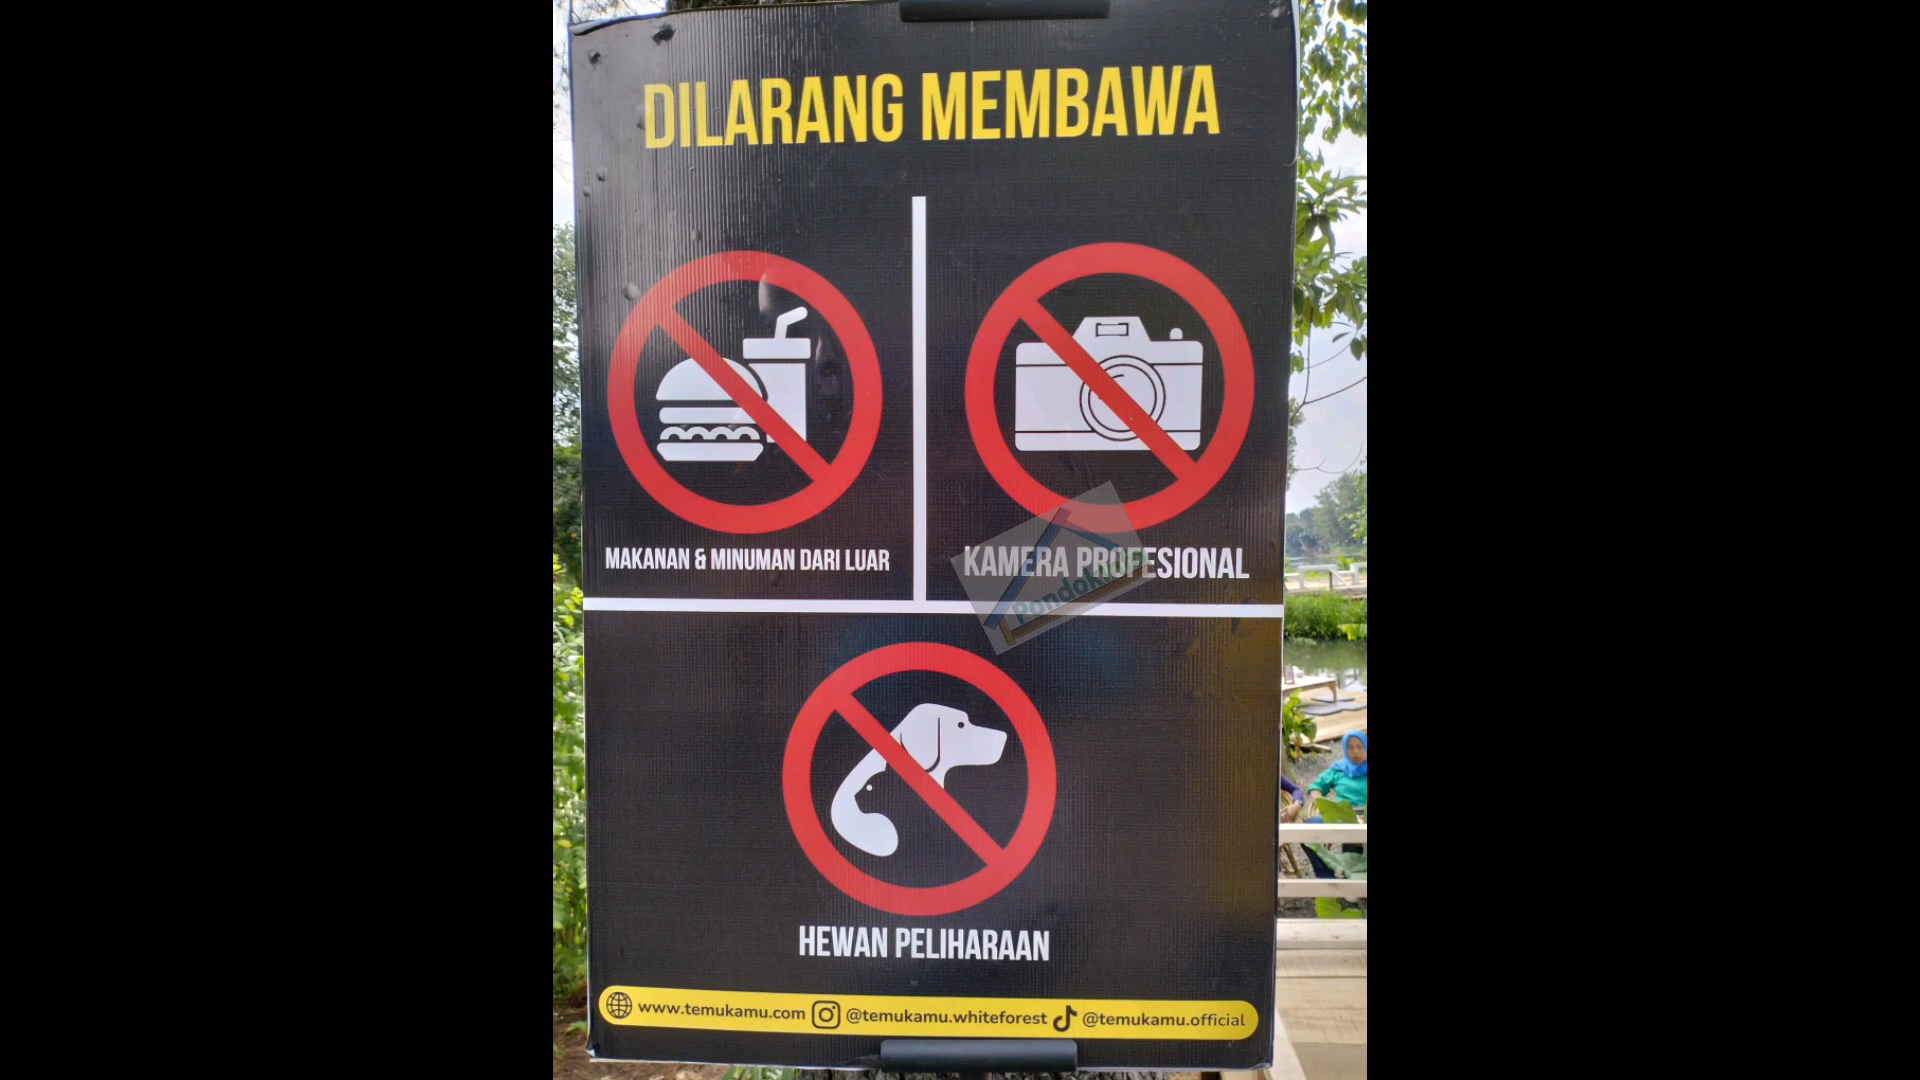 DILARANG MEMBAWA
MAKANAN & MINUMAN DARI LUAR
KAMERA PROFESIONAL
HEWAN PELIHARAAN
www.temukamu.com @temukamu.whiteforest @temukamu.official